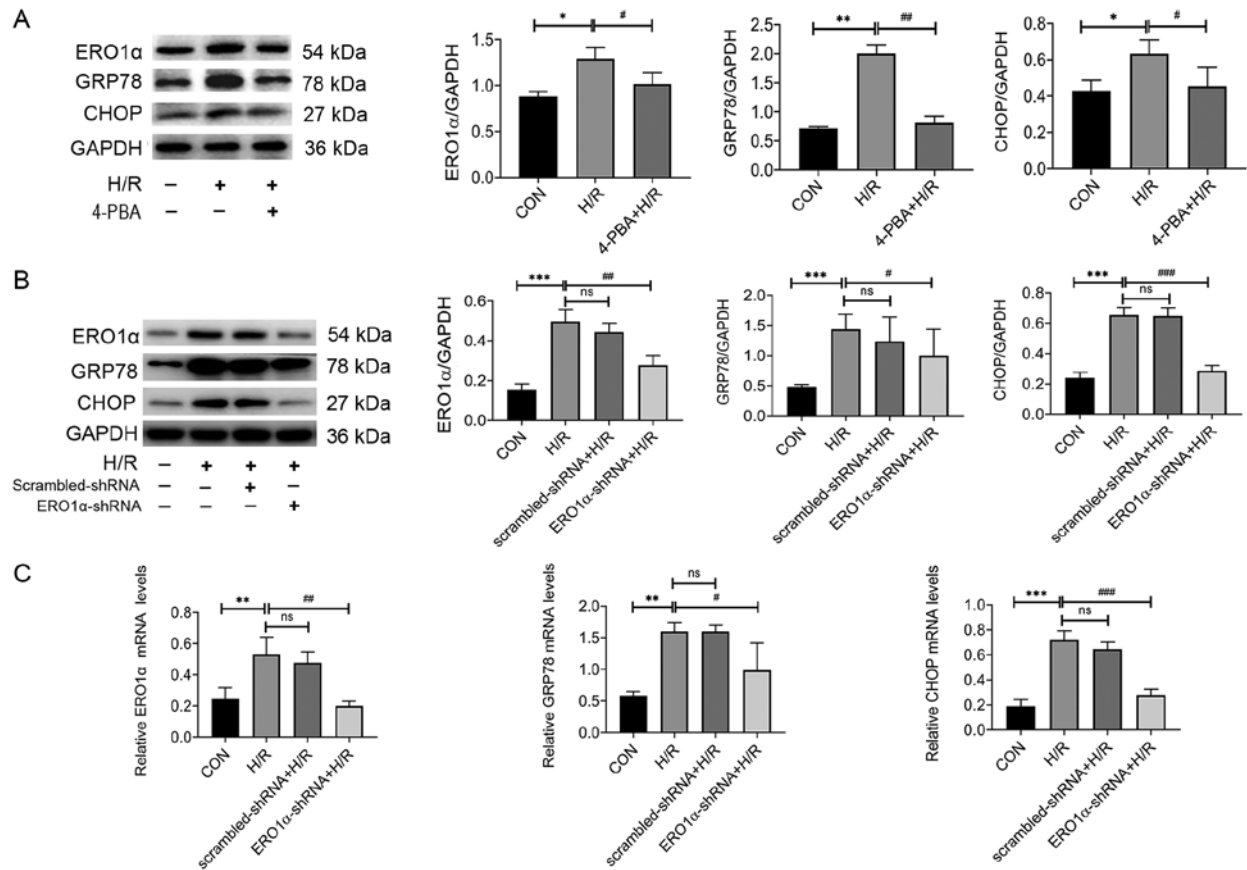 A
ERO1α 54 kDa
GRP78 78 kDa
CHOP 27 kDa
GAPDH 36 kDa
H/R – + +
4-PBA – – +
ERO1α/GAPDH
1.5
1.0
0.5
0.0
* #
CON H/R 4-PBA+H/R
GRP78/GAPDH
2.5
2.0
1.5
1.0
0.5
0.0
** ##
CON H/R 4-PBA+H/R
CHOP/GAPDH
0.8
0.6
0.4
0.2
0.0
* #
CON H/R 4-PBA+H/R
B
ERO1α 54 kDa
GRP78 78 kDa
CHOP 27 kDa
GAPDH 36 kDa
H/R – + + +
Scrambled-shRNA – – + –
ERO1α-shRNA – – – +
ERO1α/GAPDH
0.6
0.4
0.2
0.0
*** ##
ns
CON H/R scrambled-shRNA+H/R ERO1α-shRNA+H/R
GRP78/GAPDH
2.0
1.5
1.0
0.5
0.0
*** #
ns
CON H/R scrambled-shRNA+H/R ERO1α-shRNA+H/R
CHOP/GAPDH
0.8
0.6
0.4
0.2
0.0
*** ###
ns
CON H/R scrambled-shRNA+H/R ERO1α-shRNA+H/R
C
Relative ERO1α mRNA levels
0.8
0.6
0.4
0.2
0.0
** ##
ns
CON H/R scrambled-shRNA+H/R ERO1α-shRNA+H/R
Relative GRP78 mRNA levels
2.0
1.5
1.0
0.5
0.0
ns
** #
CON H/R scrambled-shRNA+H/R ERO1α-shRNA+H/R
Relative CHOP mRNA levels
1.0
0.8
0.6
0.4
0.2
0.0
*** ###
ns
CON H/R scrambled-shRNA+H/R ERO1α-shRNA+H/R